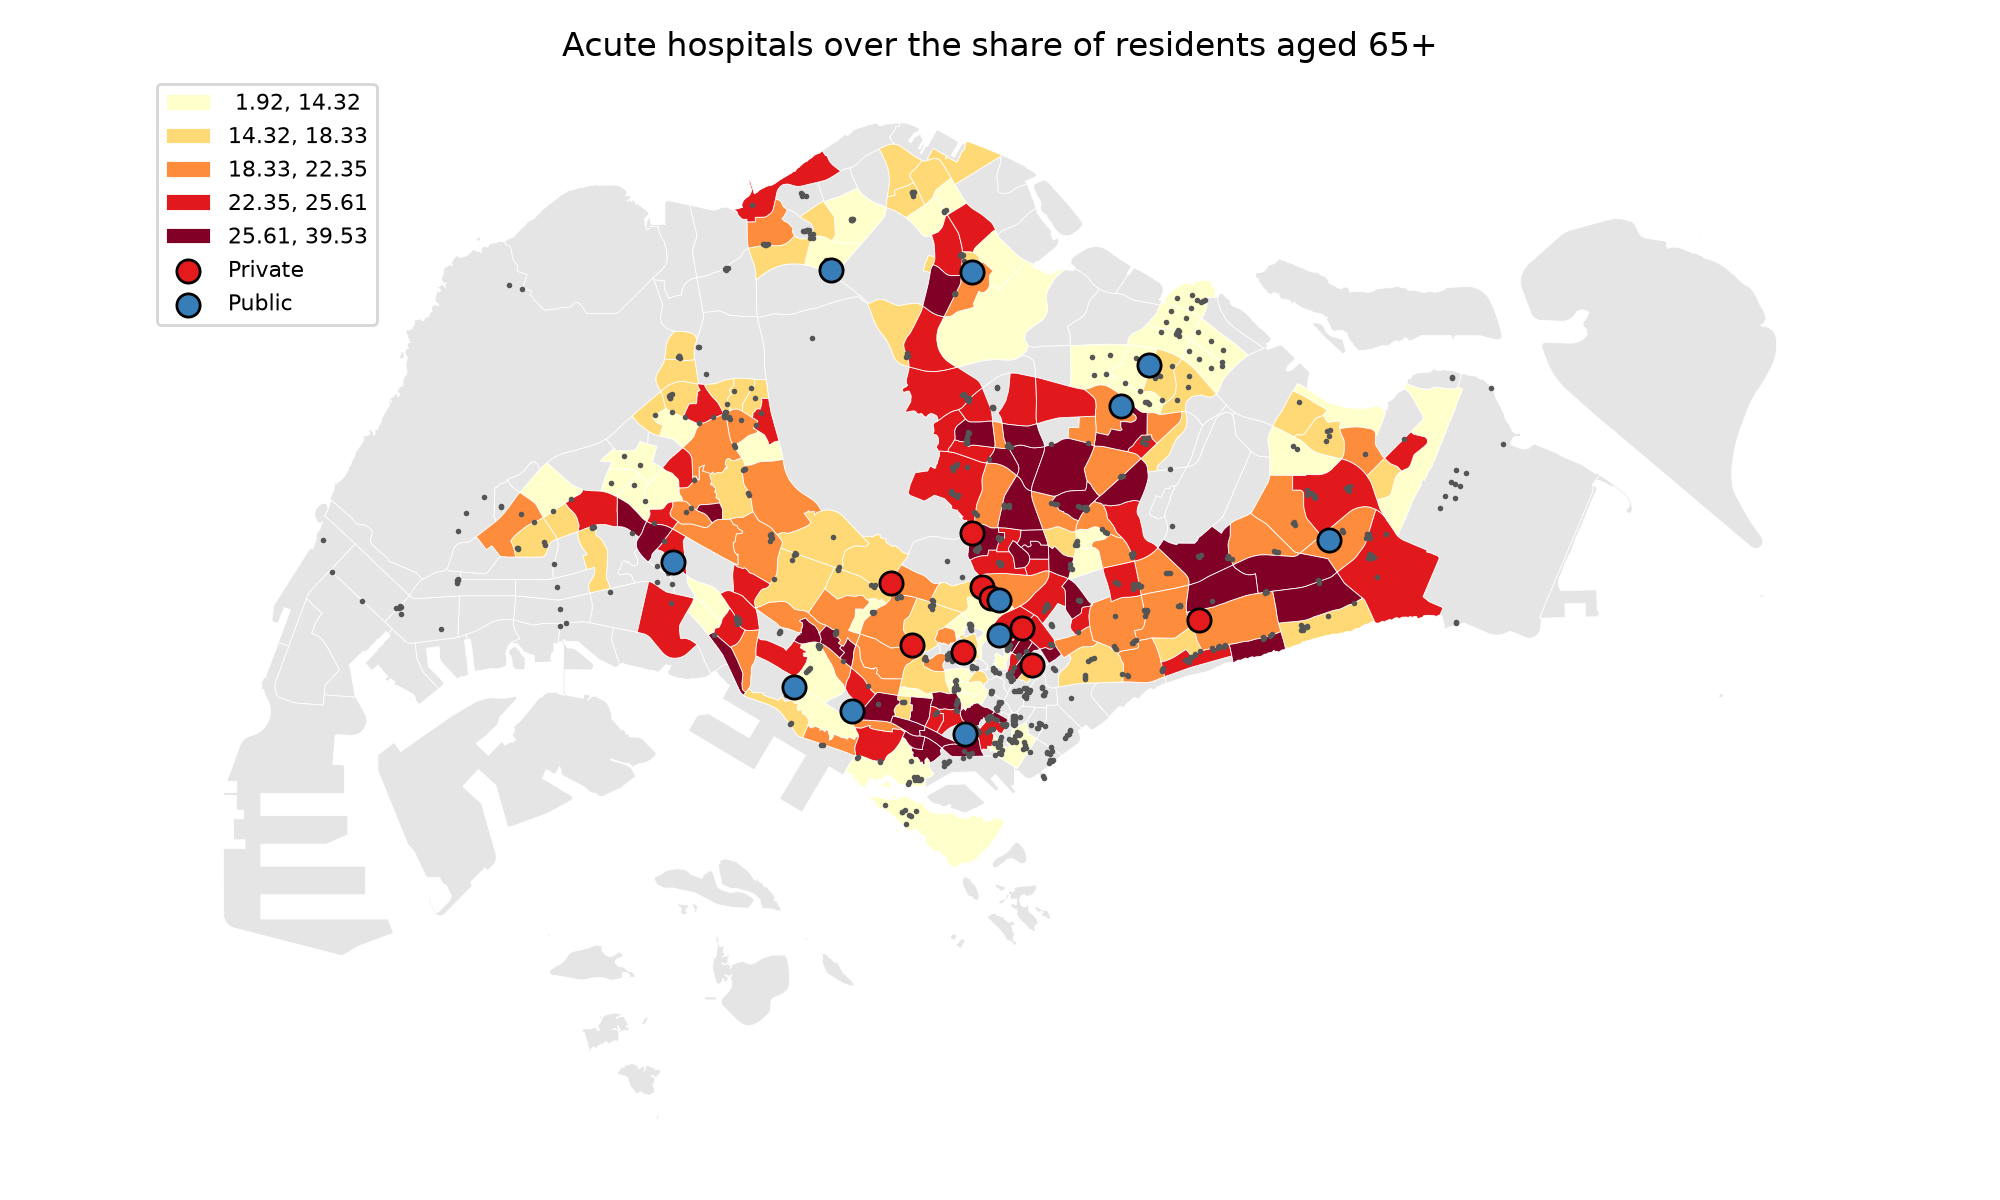 Acute hospitals over the share of residents aged 65+
1.92, 14.32
14.32, 18.33
18.33, 22.35
22.35, 25.61
25.61, 39.53
Private
Public